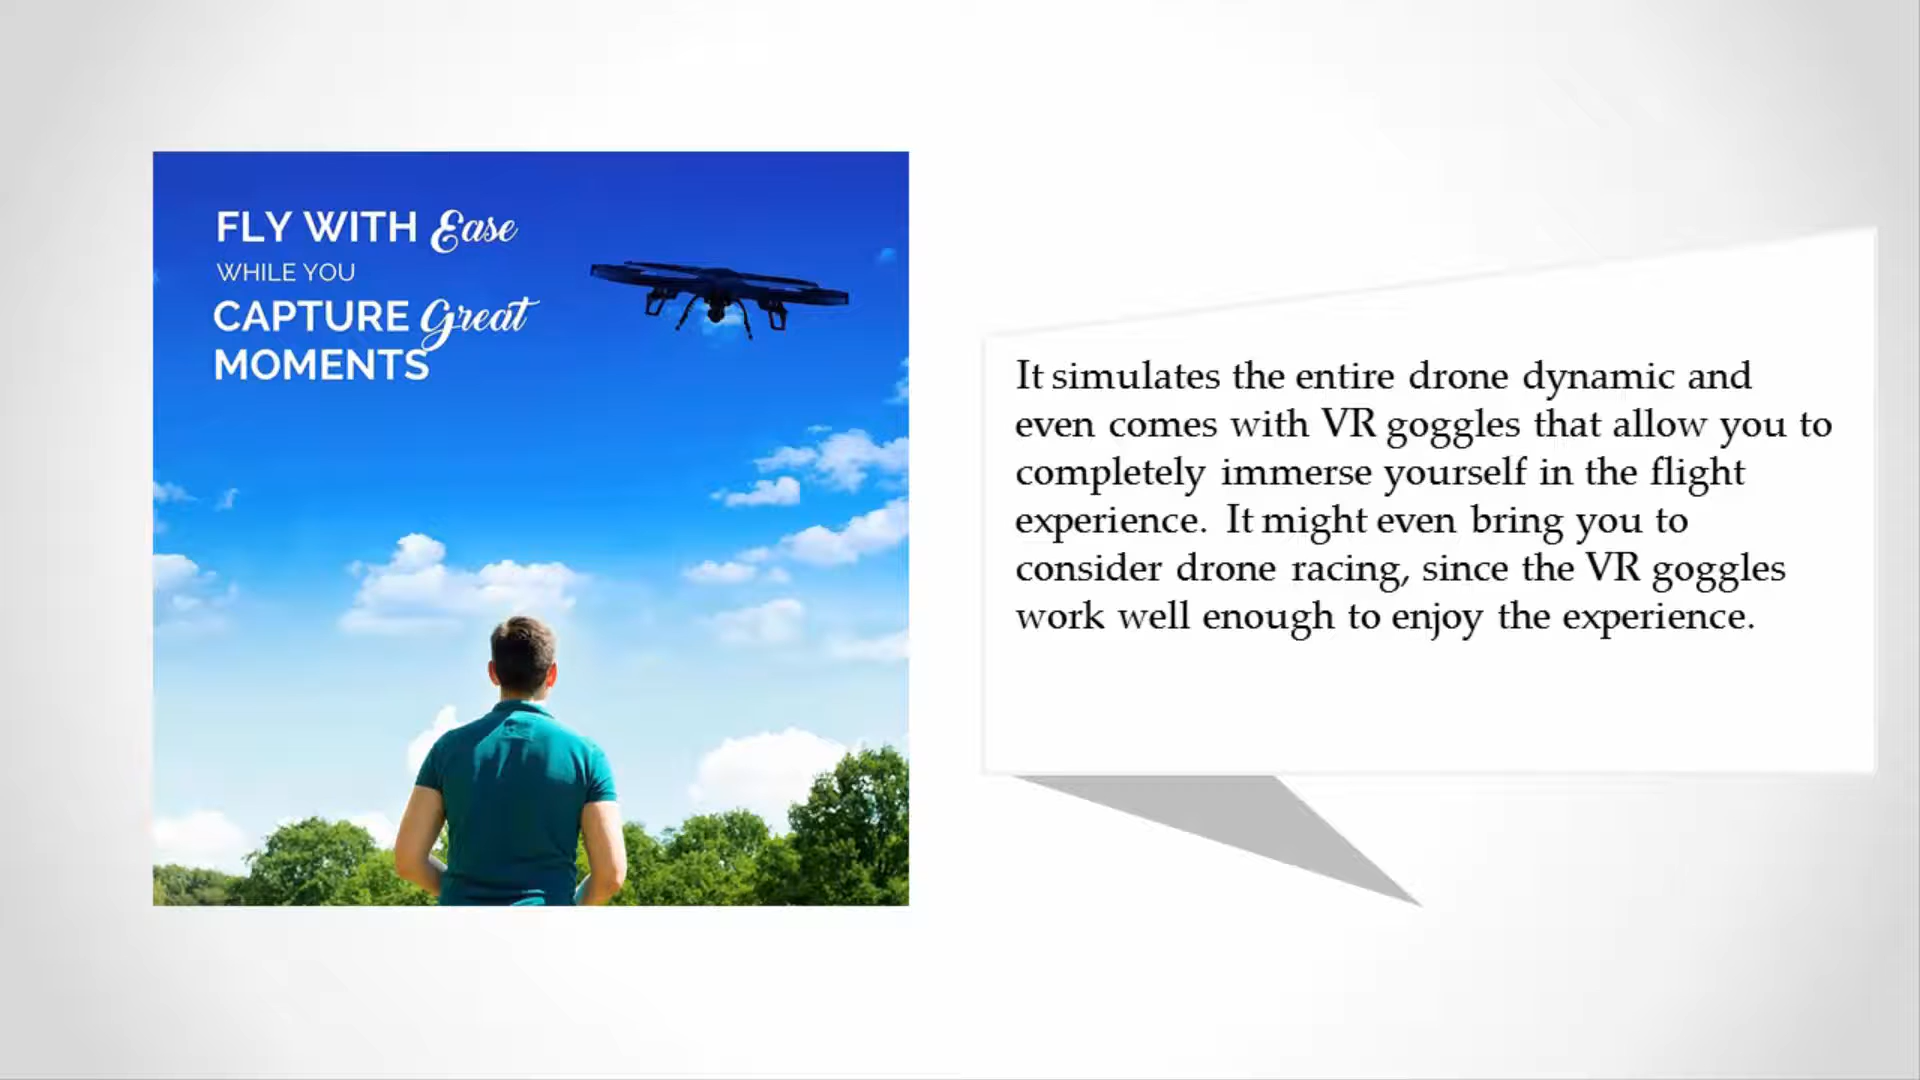 FLY WITH Ease
WHILE YOU
CAPTURE Great
MOMENTS
It simulates the entire drone dynamic and
even comes with VR goggles that allow you to
completely immerse yourself in the flight
experience.  It might even bring you to
consider drone racing, since the VR goggles
work well enough to enjoy the experience.